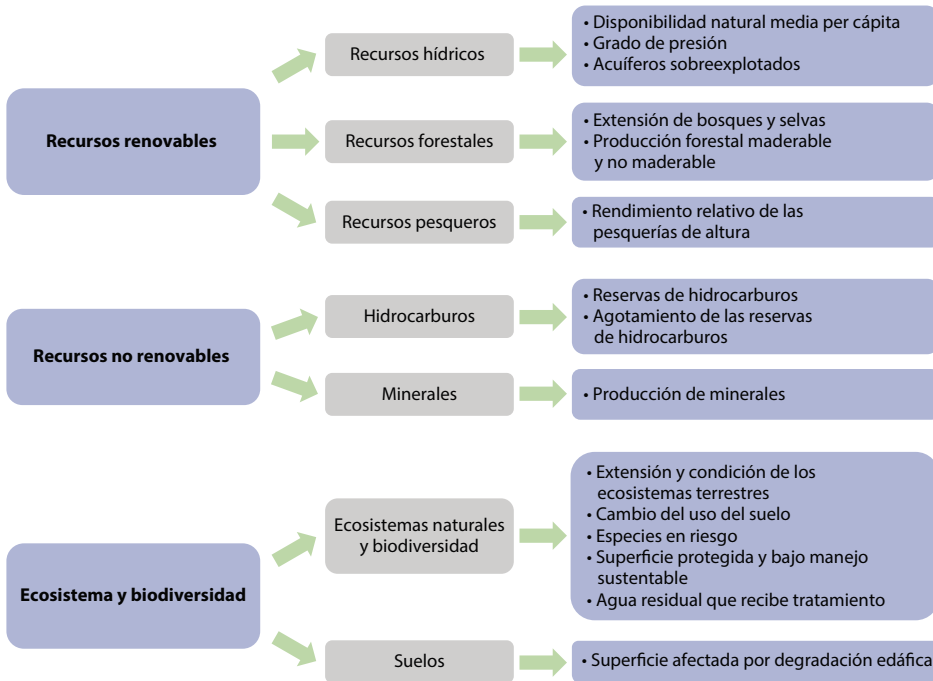 Recursos renovables
Recursos hídricos
• Disponibilidad natural media per cápita
• Grado de presión
• Acuíferos sobreexplotados
Recursos forestales
• Extensión de bosques y selvas
• Producción forestal maderable
y no maderable
Recursos pesqueros
• Rendimiento relativo de las
pesquerías de altura
Recursos no renovables
Hidrocarburos
• Reservas de hidrocarburos
• Agotamiento de las reservas
de hidrocarburos
Minerales
• Producción de minerales
Ecosistema y biodiversidad
Ecosistemas naturales
y biodiversidad
• Extensión y condición de los
ecosistemas terrestres
• Cambio del uso del suelo
• Especies en riesgo
• Superficie protegida y bajo manejo
sustentable
• Agua residual que recibe tratamiento
Suelos
• Superficie afectada por degradación edáfica